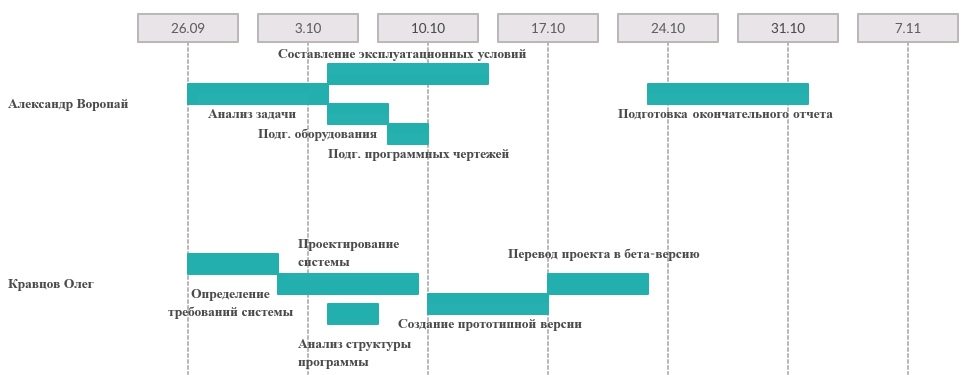 26.09 3.10 10.10 17.10 24.10 31.10 7.11
Составление эксплуатационных условий
Александр Воропай
Анализ задачи
Подготовка окончательного отчета
Подг. оборудования
Подг. программных чертежей
Проектирование
системы
Перевод проекта в бета-версию
Кравцов Олег
Определение
требований системы
Создание прототипной версии
Анализ структуры
программы